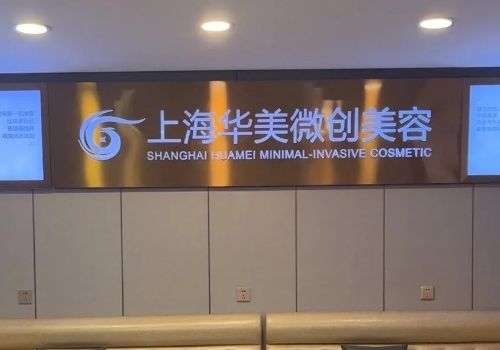 上海华美微创美容
SHANGHAI HUAMEI MINIMAL-INVASIVE COSMETIC